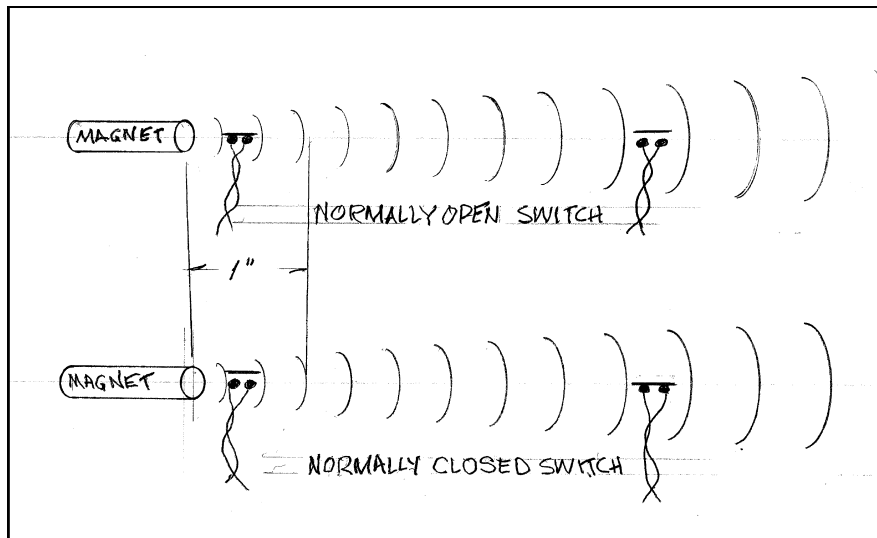 MAGNET
NORMALLY OPEN SWITCH
1"
MAGNET
NORMALLY CLOSED SWITCH